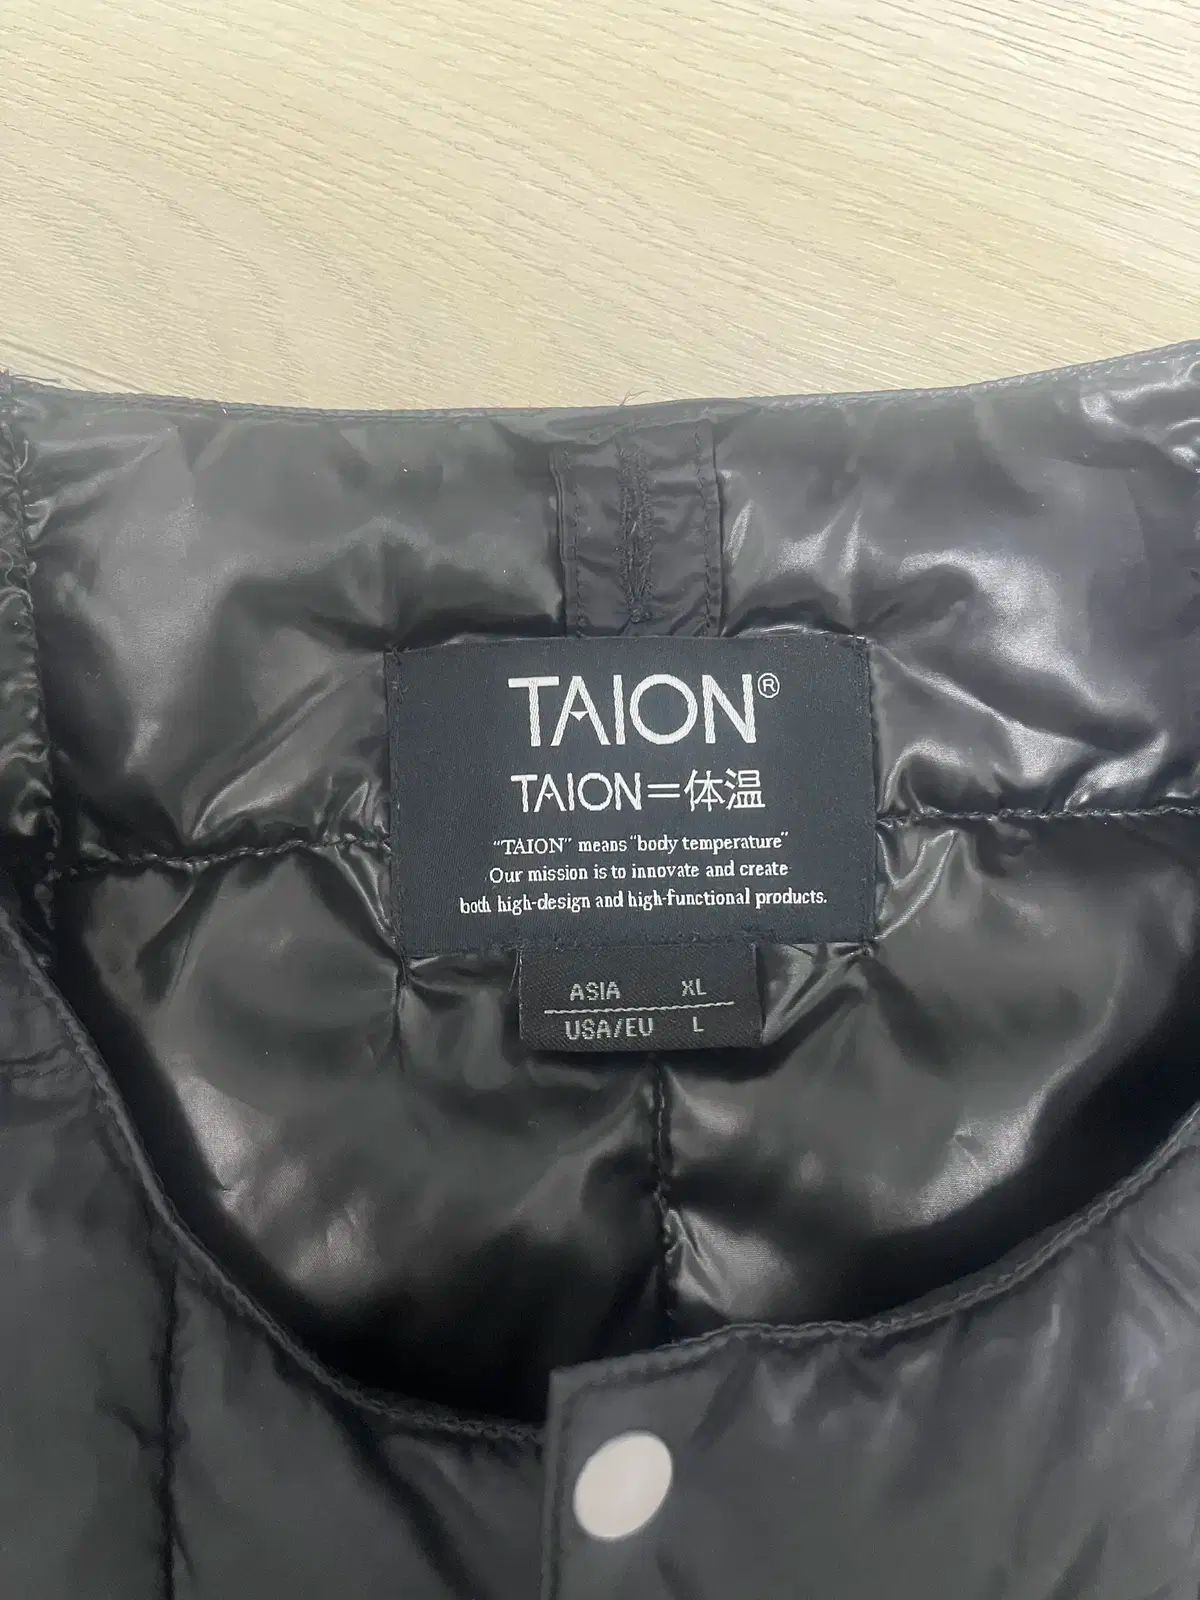 TAION®
TAION=体温
"TAION" means "body temperature"
Our mission is to innovate and create
both high-design and high-functional products.
ASIA XL
USA/EU L